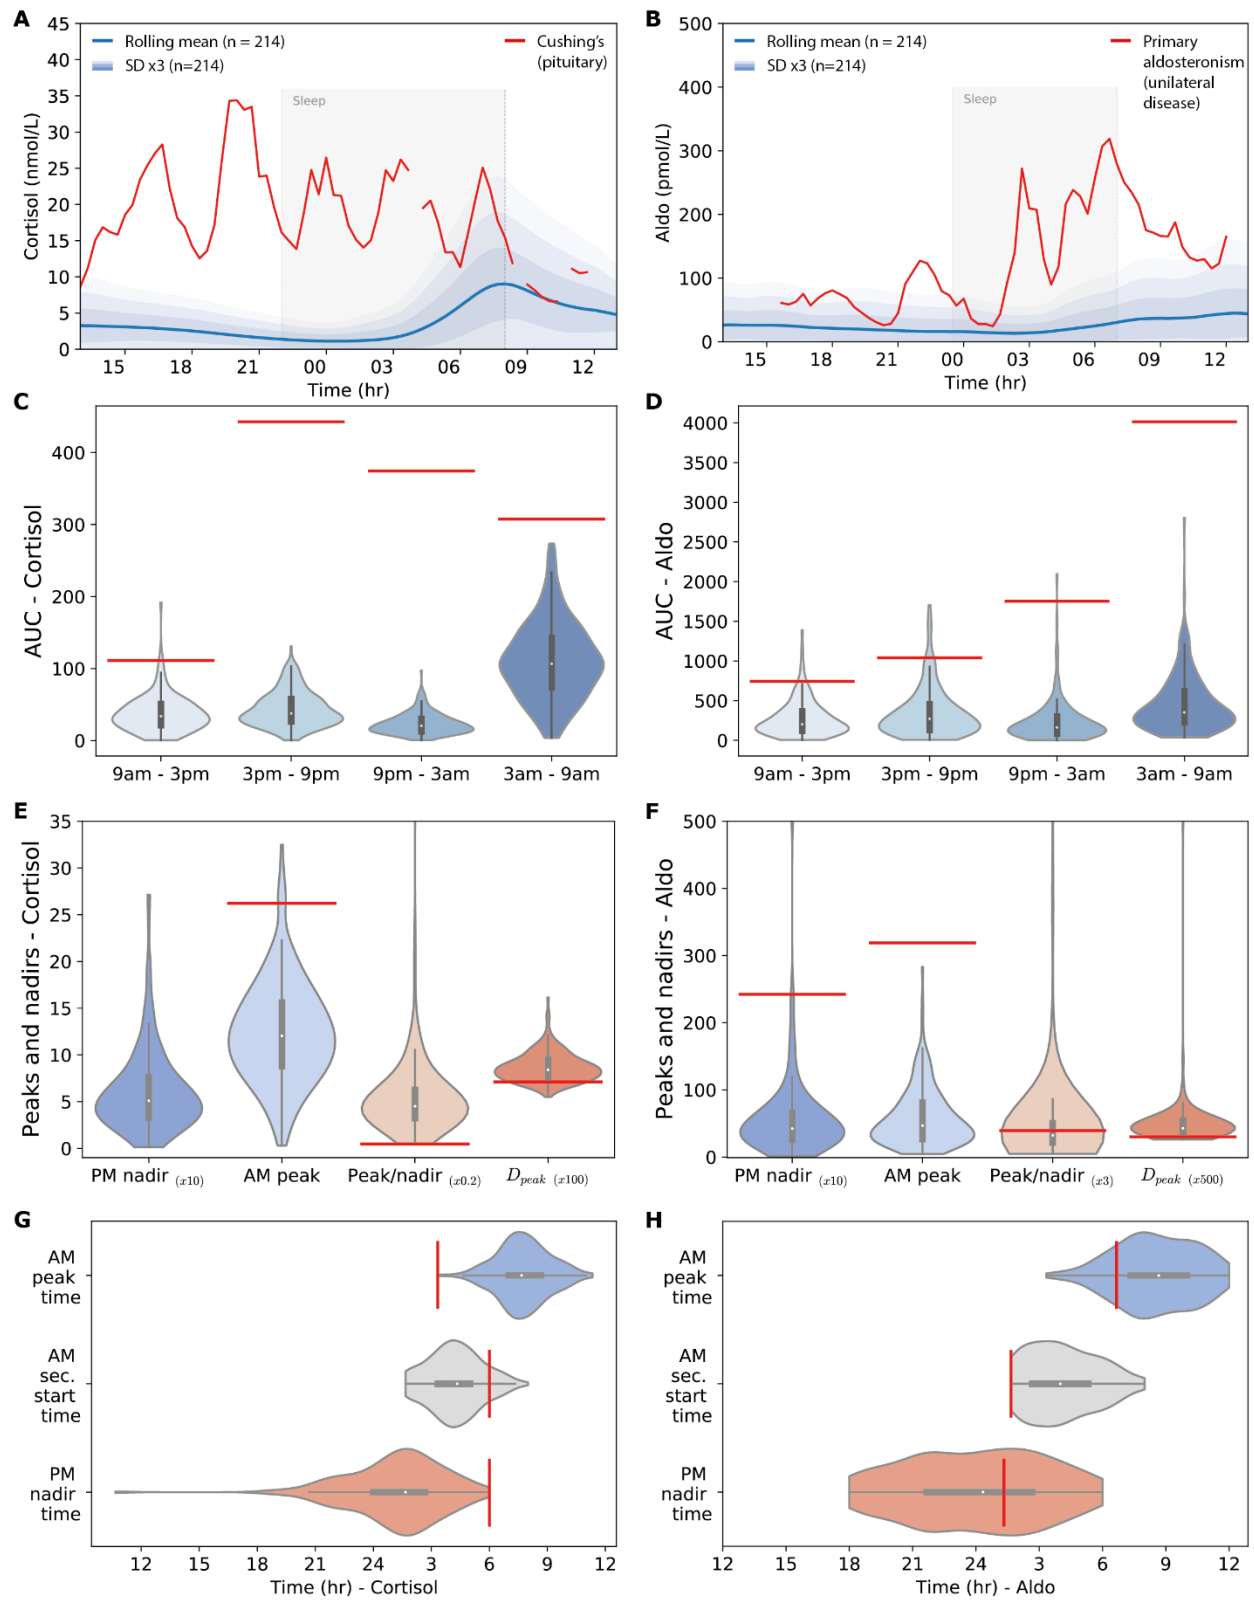 A
45
40
35
30
25
20
15
10
5
0
Cortisol (nmol/L)
Rolling mean (n = 214)
SD x3 (n=214)
Cushing's
(pituitary)
Sleep
15 18 21 00 03 06 09 12
Time (hr)
B
500
400
300
200
100
0
Aldo (pmol/L)
Rolling mean (n = 214)
SD x3 (n=214)
Primary
aldosteronism
(unilateral
disease)
Sleep
15 18 21 00 03 06 09 12
Time (hr)
C
400
300
200
100
0
AUC - Cortisol
9am - 3pm 3pm - 9pm 9pm - 3am 3am - 9am
D
4000
3500
3000
2500
2000
1500
1000
500
0
AUC - Aldo
9am - 3pm 3pm - 9pm 9pm - 3am 3am - 9am
E
35
30
25
20
15
10
5
0
Peaks and nadirs - Cortisol
PM nadir (x10) AM peak Peak/nadir (x0.2) Dpeak (x100)
F
500
400
300
200
100
0
Peaks and nadirs - Aldo
PM nadir (x10) AM peak Peak/nadir (x3) Dpeak (x500)
G
AM
peak
time
AM
sec.
start
time
PM
nadir
time
12 15 18 21 24 3 6 9 12
Time (hr) - Cortisol
H
AM
peak
time
AM
sec.
start
time
PM
nadir
time
12 15 18 21 24 3 6 9 12
Time (hr) - Aldo